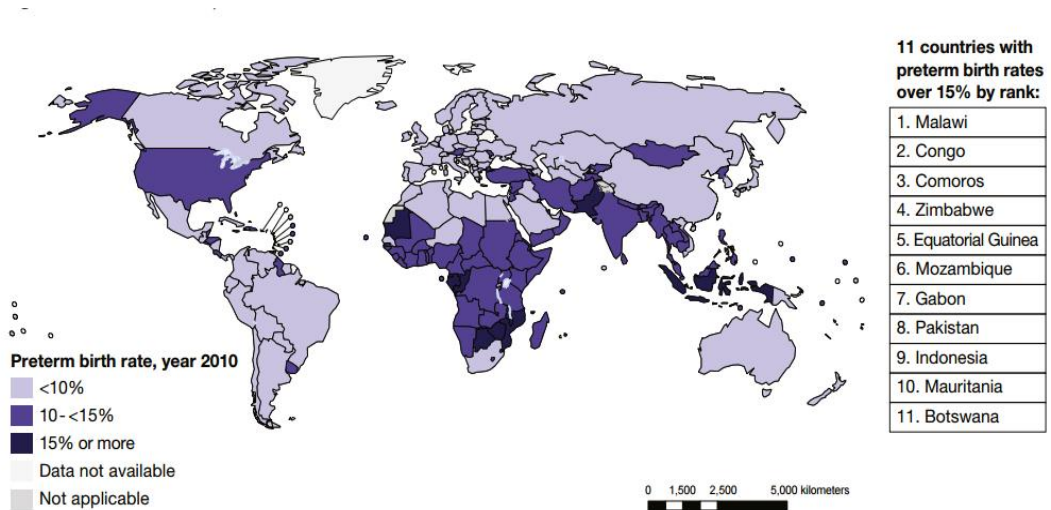 11 countries with
preterm birth rates
over 15% by rank:
1. Malawi
2. Congo
3. Comoros
4. Zimbabwe
5. Equatorial Guinea
6. Mozambique
7. Gabon
8. Pakistan
9. Indonesia
10. Mauritania
11. Botswana
Preterm birth rate, year 2010
<10%
10-<15%
15% or more
Data not available
Not applicable
0 1,500 2,500 5,000 kilometers